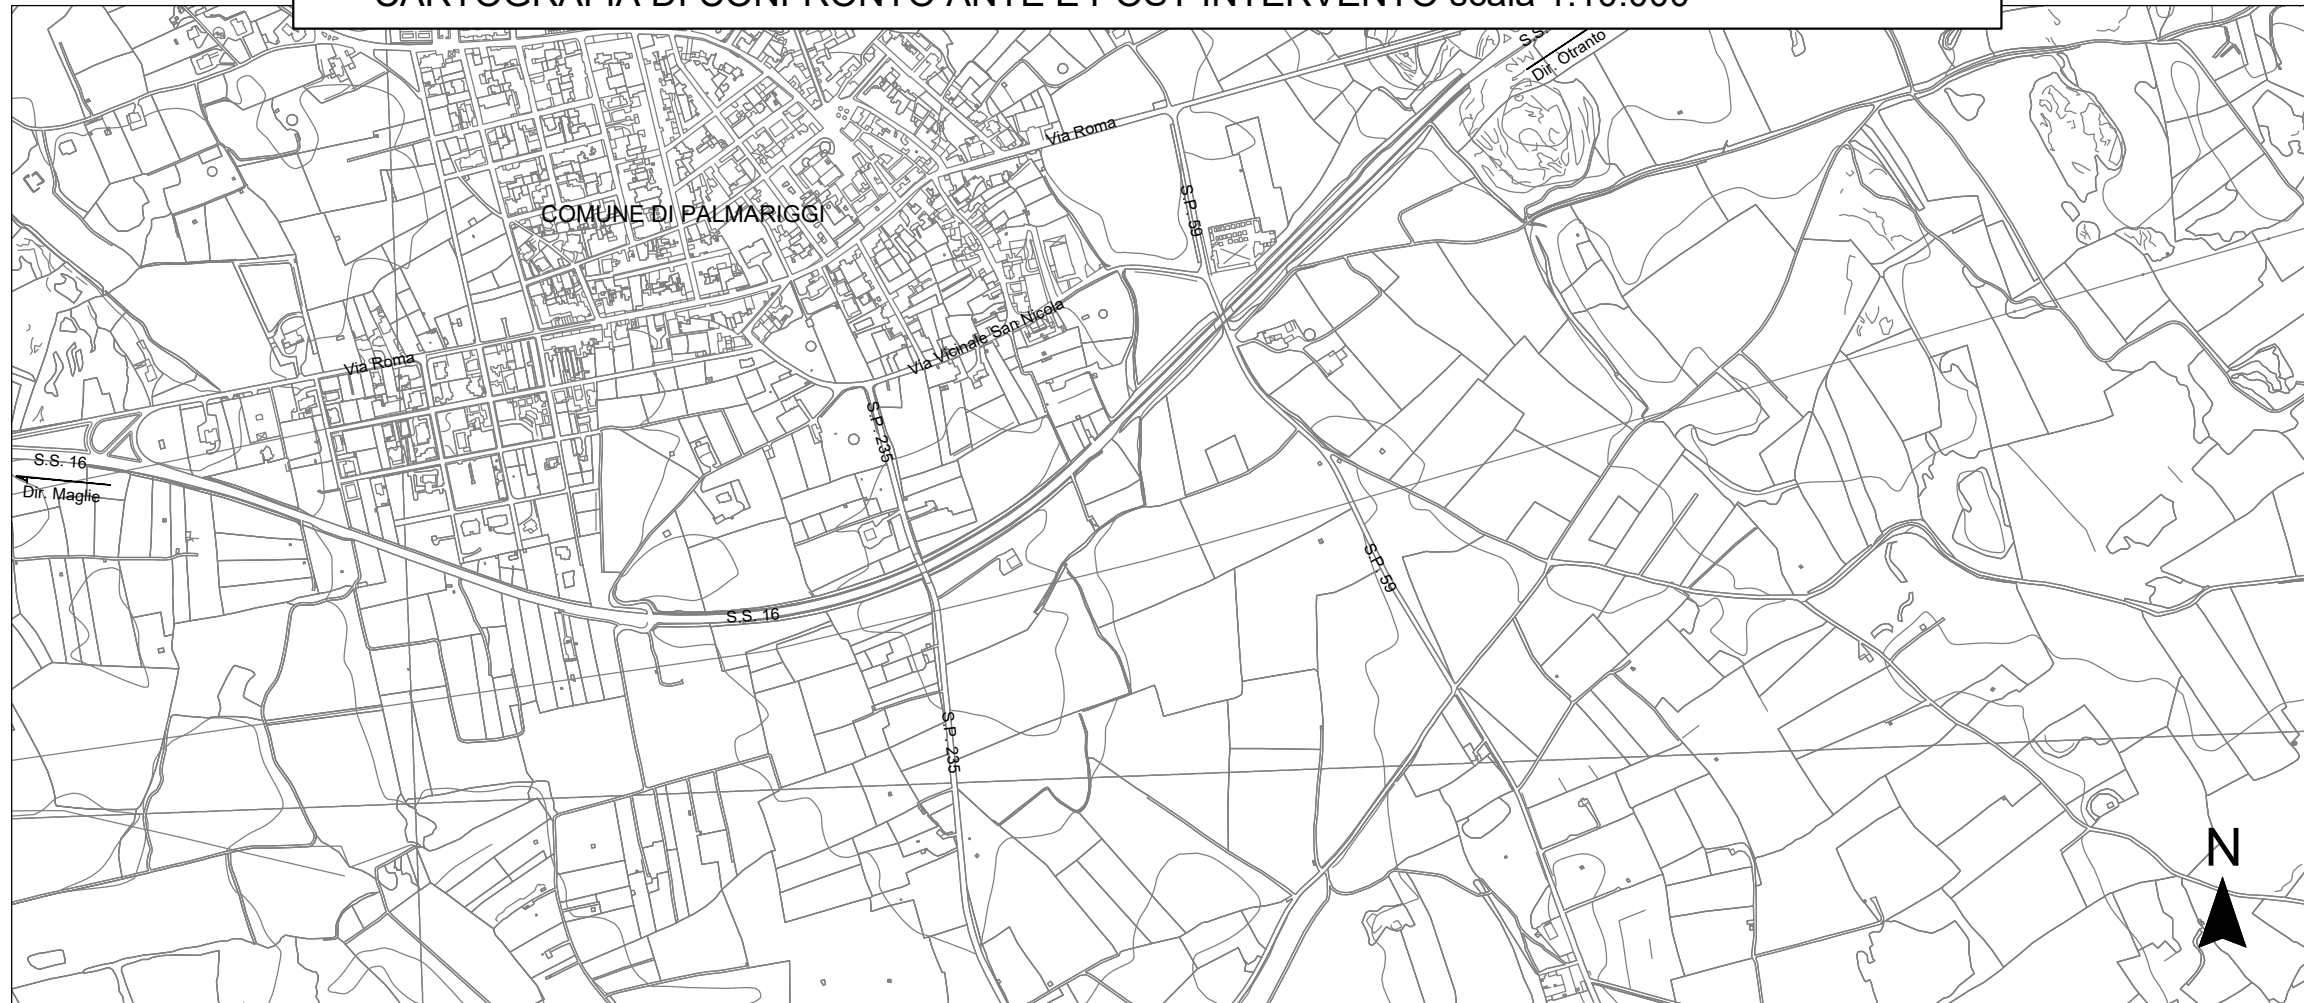 CARTOGRAFIA DI CONFRONTO ANTE E POST INTERVENTO scala 1:10.000
S.S.
Dir. Otranto
Via Roma
S.P. 59
COMUNE DI PALMARIGGI
Via Vicinale San Nicola
Via Roma
S.P. 235
S.S. 16
Dir. Maglie
S.P. 59
S.S. 16
S.P. 235
N